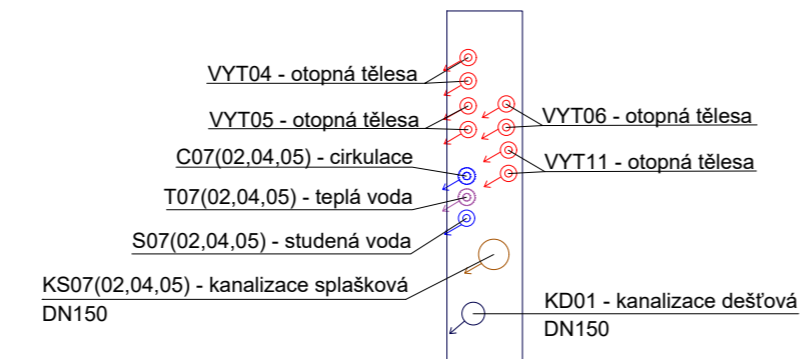 VYT04 - otopná tělesa
VYT05 - otopná tělesa
C07(02,04,05) - cirkulace
T07(02,04,05) - teplá voda
S07(02,04,05) - studená voda
KS07(02,04,05) - kanalizace splašková
DN150
VYT06 - otopná tělesa
VYT11 - otopná tělesa
KD01 - kanalizace dešťová
DN150